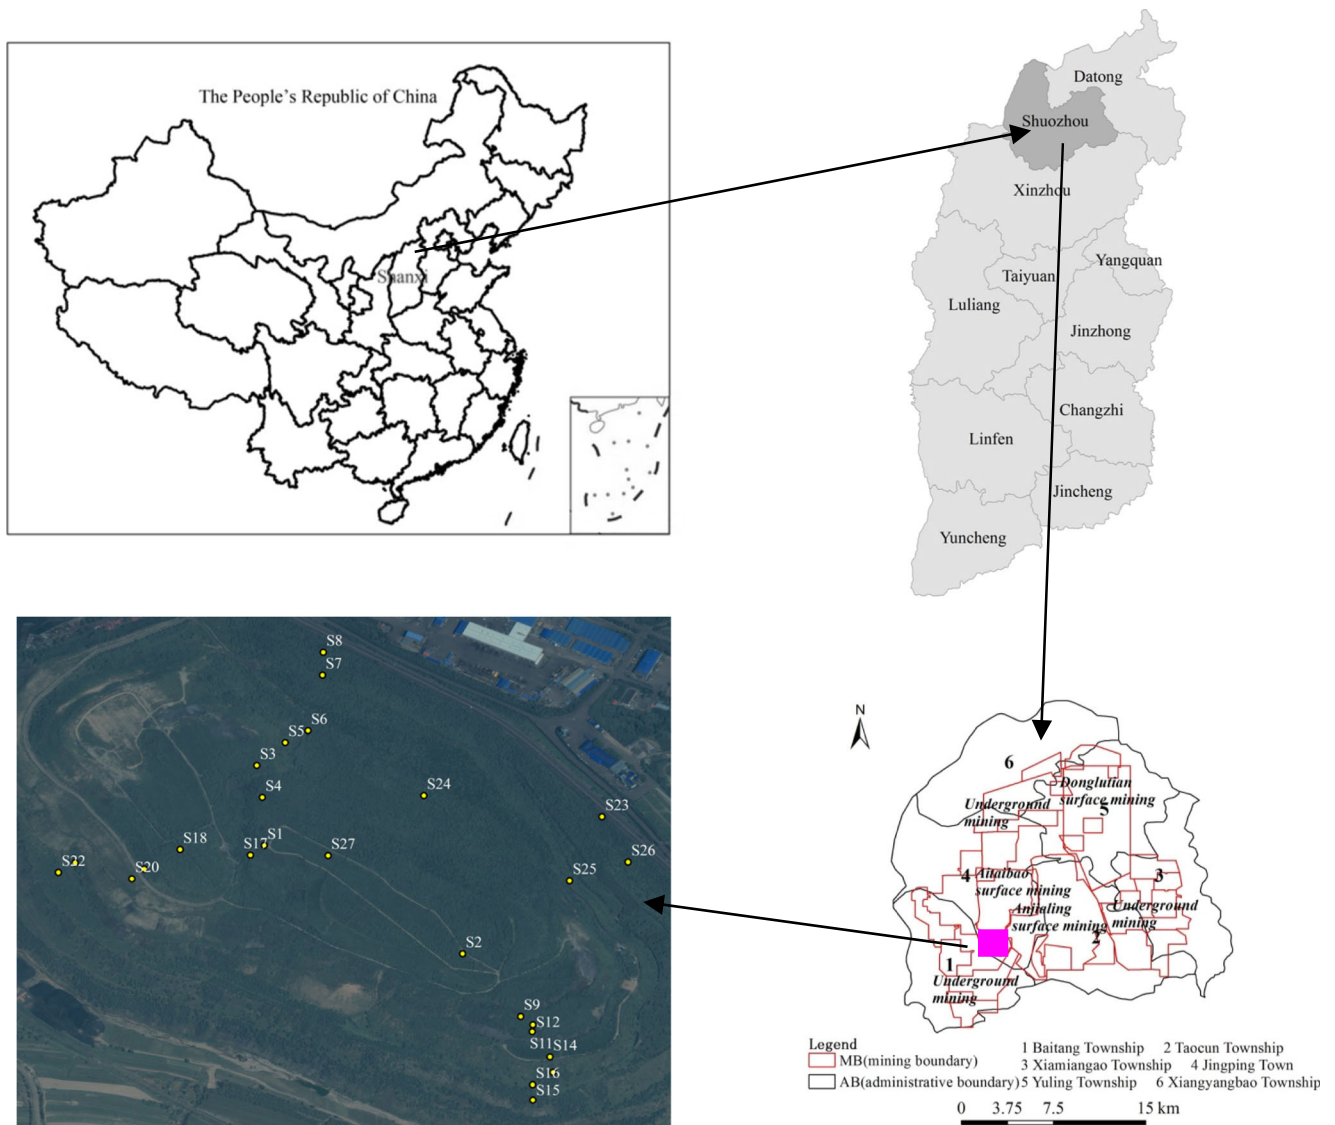 The People's Republic of China
Shanxi
Datong
Shuozhou
Xinzhou
Yangquan
Taiyuan
Luliang
Jinzhong
Changzhi
Linfen
Jincheng
Yuncheng
S8
S7
S6
S5
S3
S4
S24
S23
S18
S17
S1
S27
S26
S22
S20
S25
S2
S9
S12
S11
S14
S16
S15
N
6
Donglutian
surface mining
5
Underground
mining
4
Aitaibao
surface mining
3
Anjialing
surface mining
Underground
mining
2
1
Underground
mining
Legend
MB(mining boundary)
AB(administrative boundary)
1 Baitang Township 2 Taocun Township
3 Xiamiangao Township 4 Jingping Town
5 Yuling Township 6 Xiangyangbao Township
0 3.75 7.5 15 km